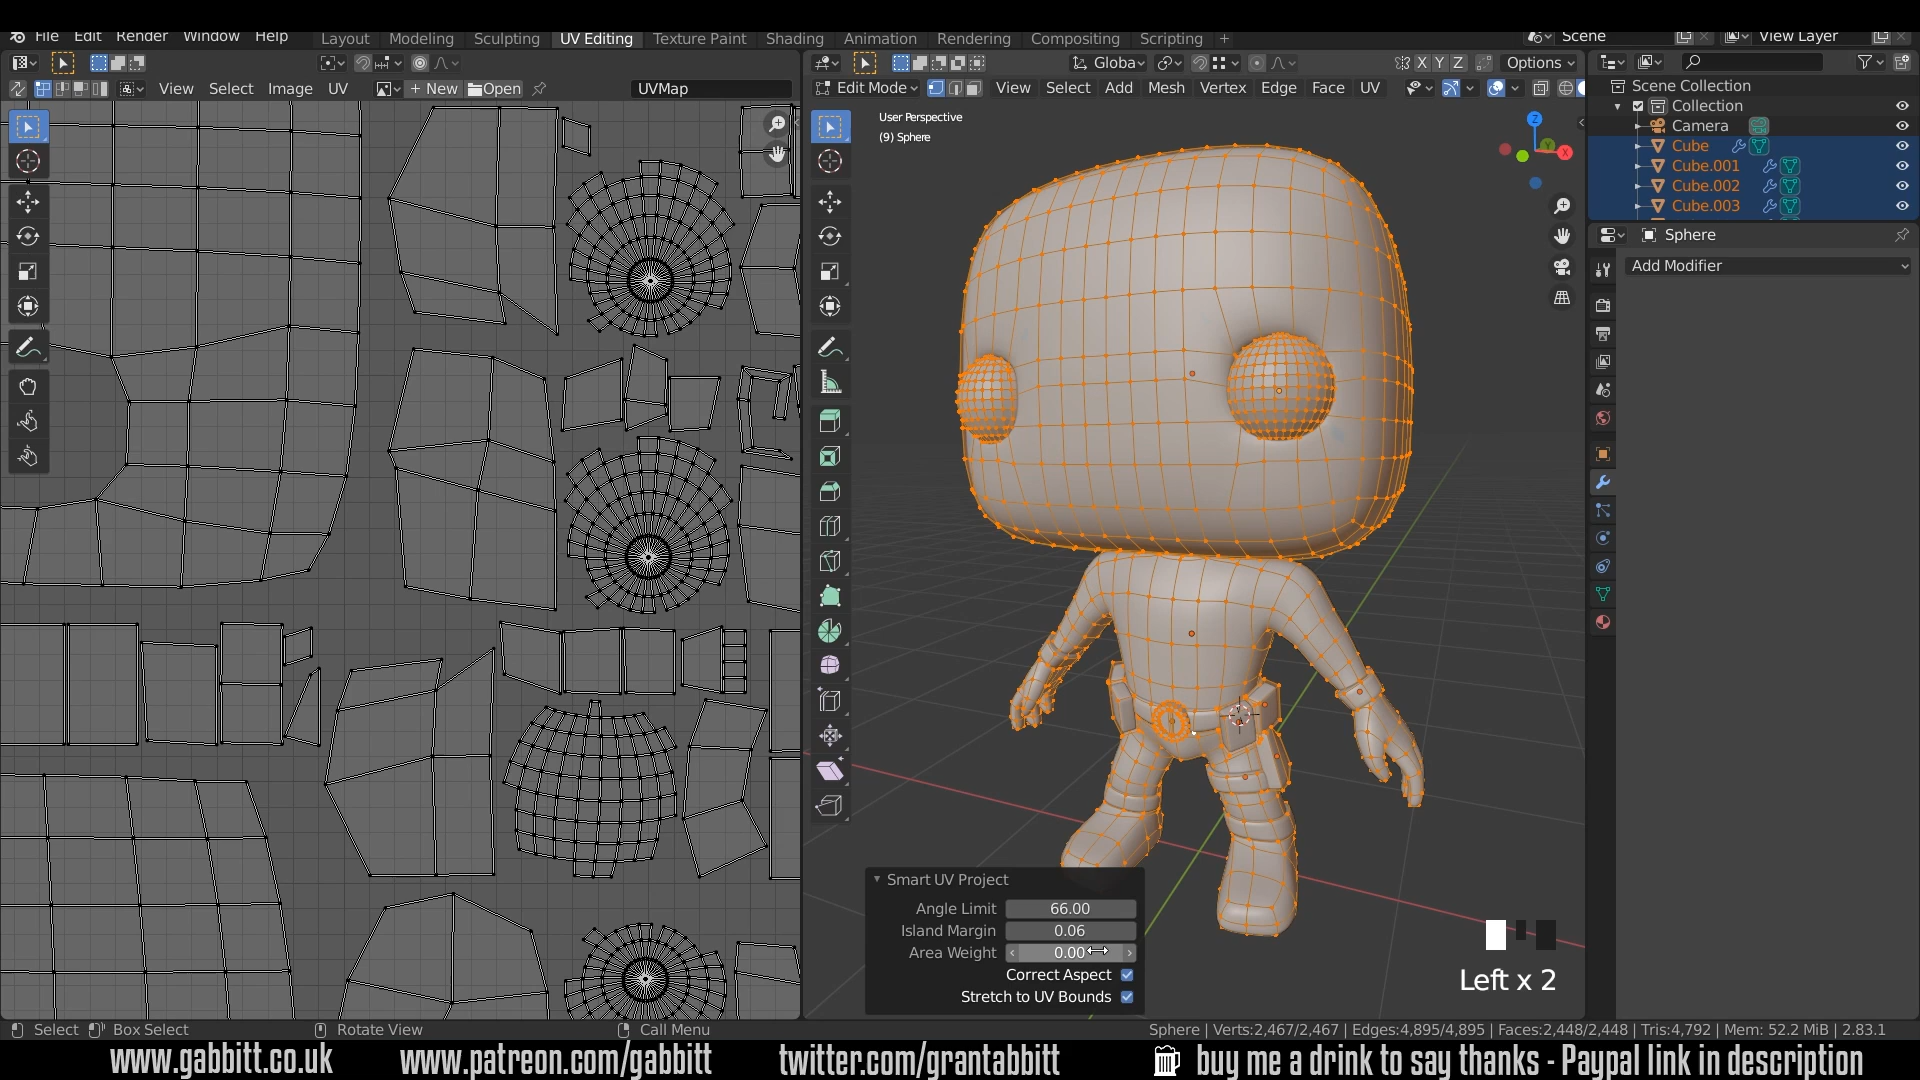 File Edit Render Window Help Layout Modeling Sculpting UV Editing Texture Paint Shading Animation Rendering Compositing Scripting + Scene View Layer
Globa X Y Z Options
View Select Image UV + New Open UVMap Edit Mode View Select Add Mesh Vertex Edge Face UV
Scene Collection
Collection
Camera
Cube
Cube.001
Cube.002
Cube.003
User Perspective
(9) Sphere
Z
Y
X
Sphere
Add Modifier
Smart UV Project
Angle Limit 66.00
Island Margin 0.06
Area Weight 0.00
Correct Aspect
Stretch to UV Bounds
Left x 2
Select Box Select Rotate View Call Menu Sphere | Verts:2,467/2,467 | Edges:4,895/4,895 | Faces:2,448/2,448 | Tris:4,792 | Mem: 52.2 MiB | 2.83.1
www.gabbitt.co.uk www.patreon.com/gabbitt twitter.com/grantabbitt buy me a drink to say thanks - Paypal link in description